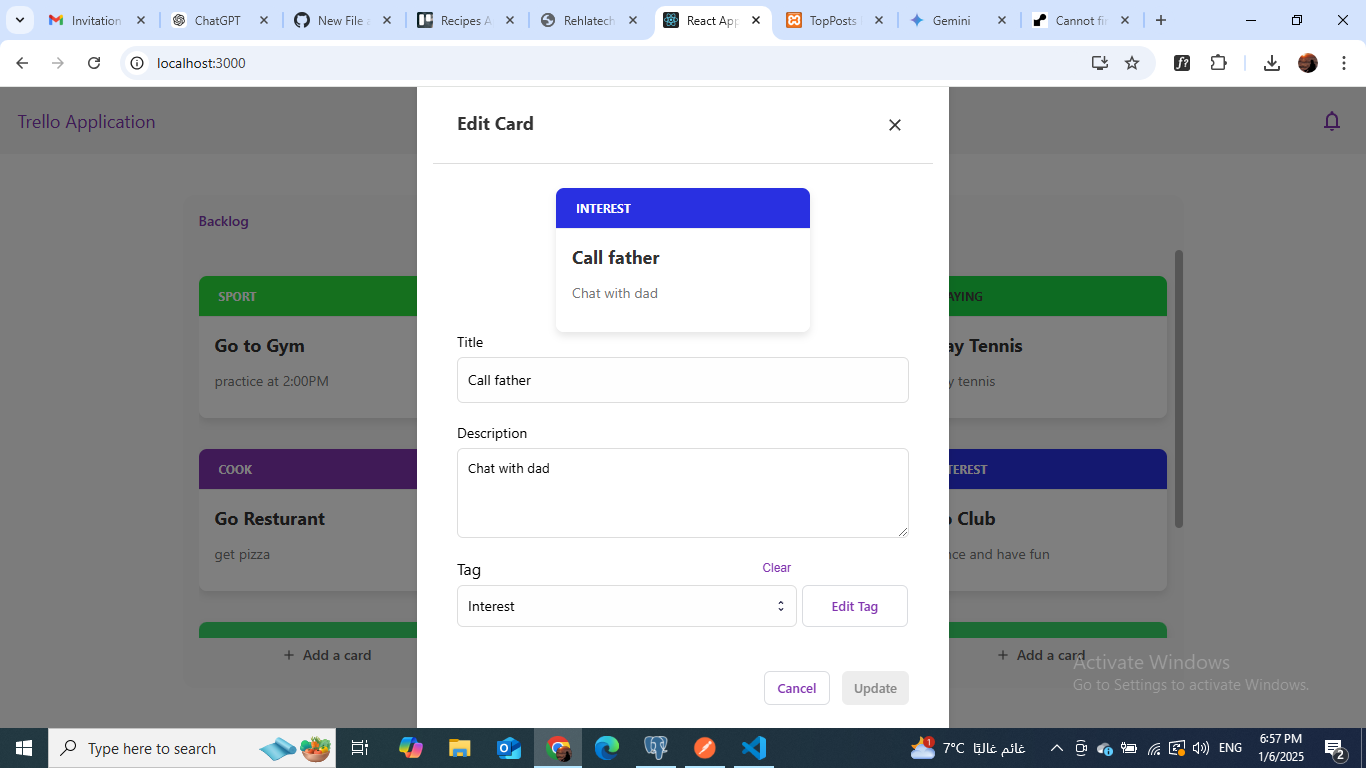 Invitation
ChatGPT
New File a
Recipes A
Rehlatech
React App
TopPosts
Gemini
Cannot fi
localhost:3000
Trello Application
Edit Card
INTEREST
Call father
Chat with dad
Title
Call father
Description
Chat with dad
Tag
Clear
Interest
Edit Tag
Cancel
Update
Backlog
SPORT
Go to Gym
practice at 2:00PM
COOK
Go Resturant
get pizza
+ Add a card
AYING
ay Tennis
y tennis
TEREST
Club
nce and have fun
+ Add a card
Activate Windows
Go to Settings to activate Windows.
Type here to search
1
7°C غائم غالبًا
ENG
6:57 PM
1/6/2025
2